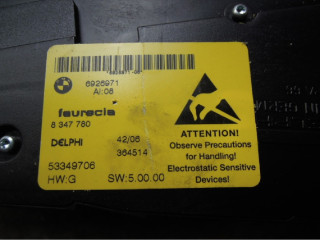 6926971
AI:06
faurecia
8 347 780
DELPHI
42/06
364514
53349706
HW:G
SW:5.00.00
ATTENTION!
Observe Precautions
for Handling!
Electrostatic Sensitive
Devices!